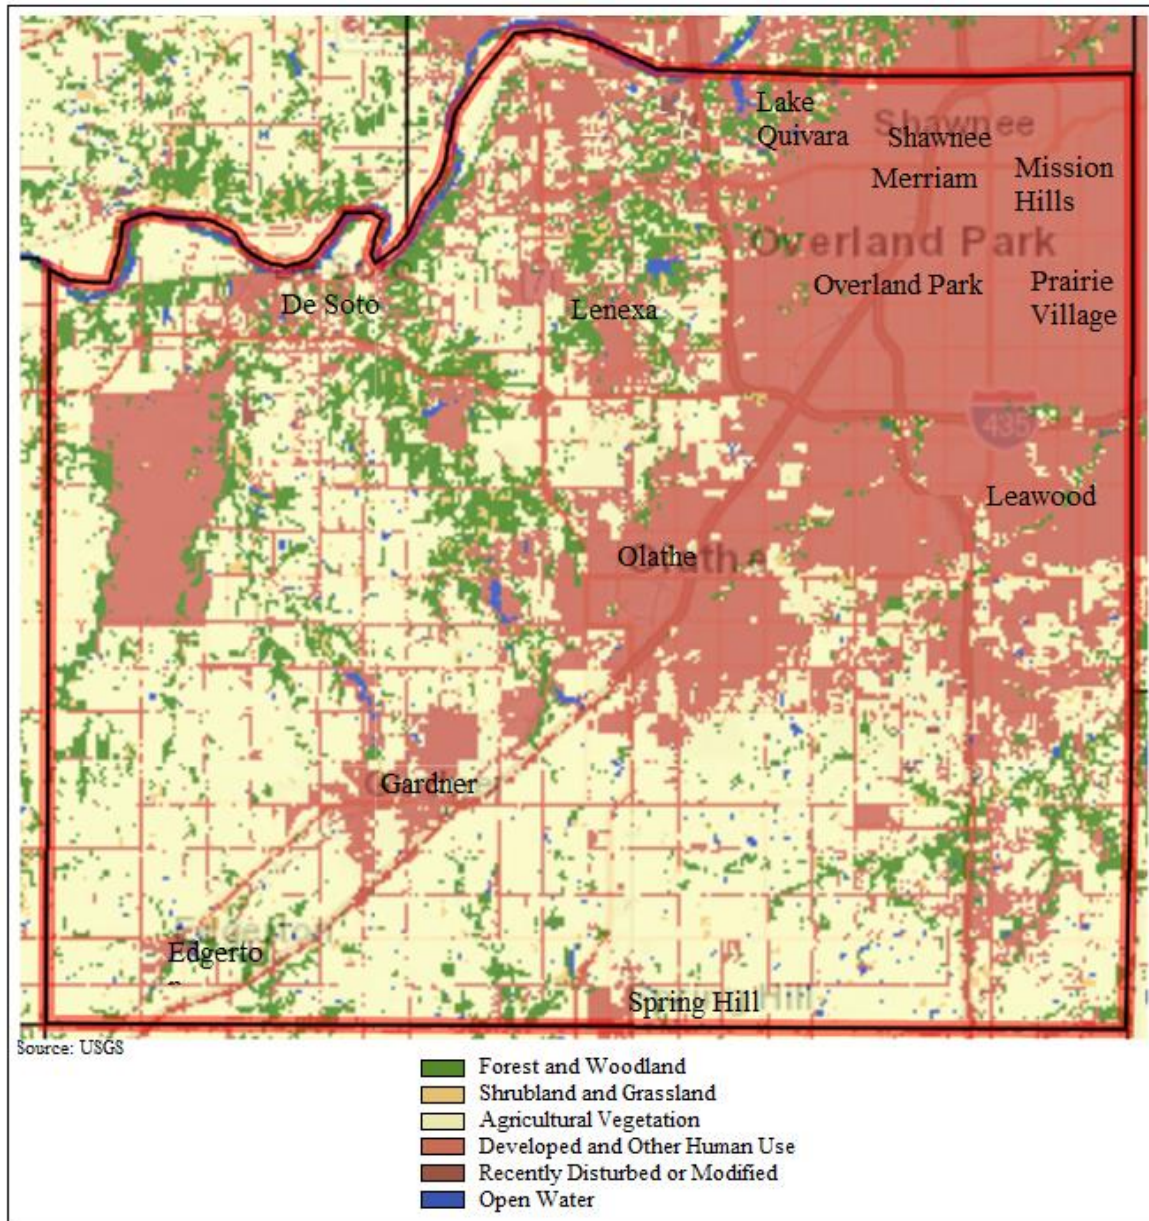 Lake
Quivara
Shawnee
Shawnee
Merriam
Mission
Hills
Overland Park
Overland Park
Prairie
Village
De Soto
Lenexa
435
Leawood
Olathe
Olathe
Gardner
Edgerton
Edgerto
Spring Hill
Source: USGS
Forest and Woodland
Shrubland and Grassland
Agricultural Vegetation
Developed and Other Human Use
Recently Disturbed or Modified
Open Water